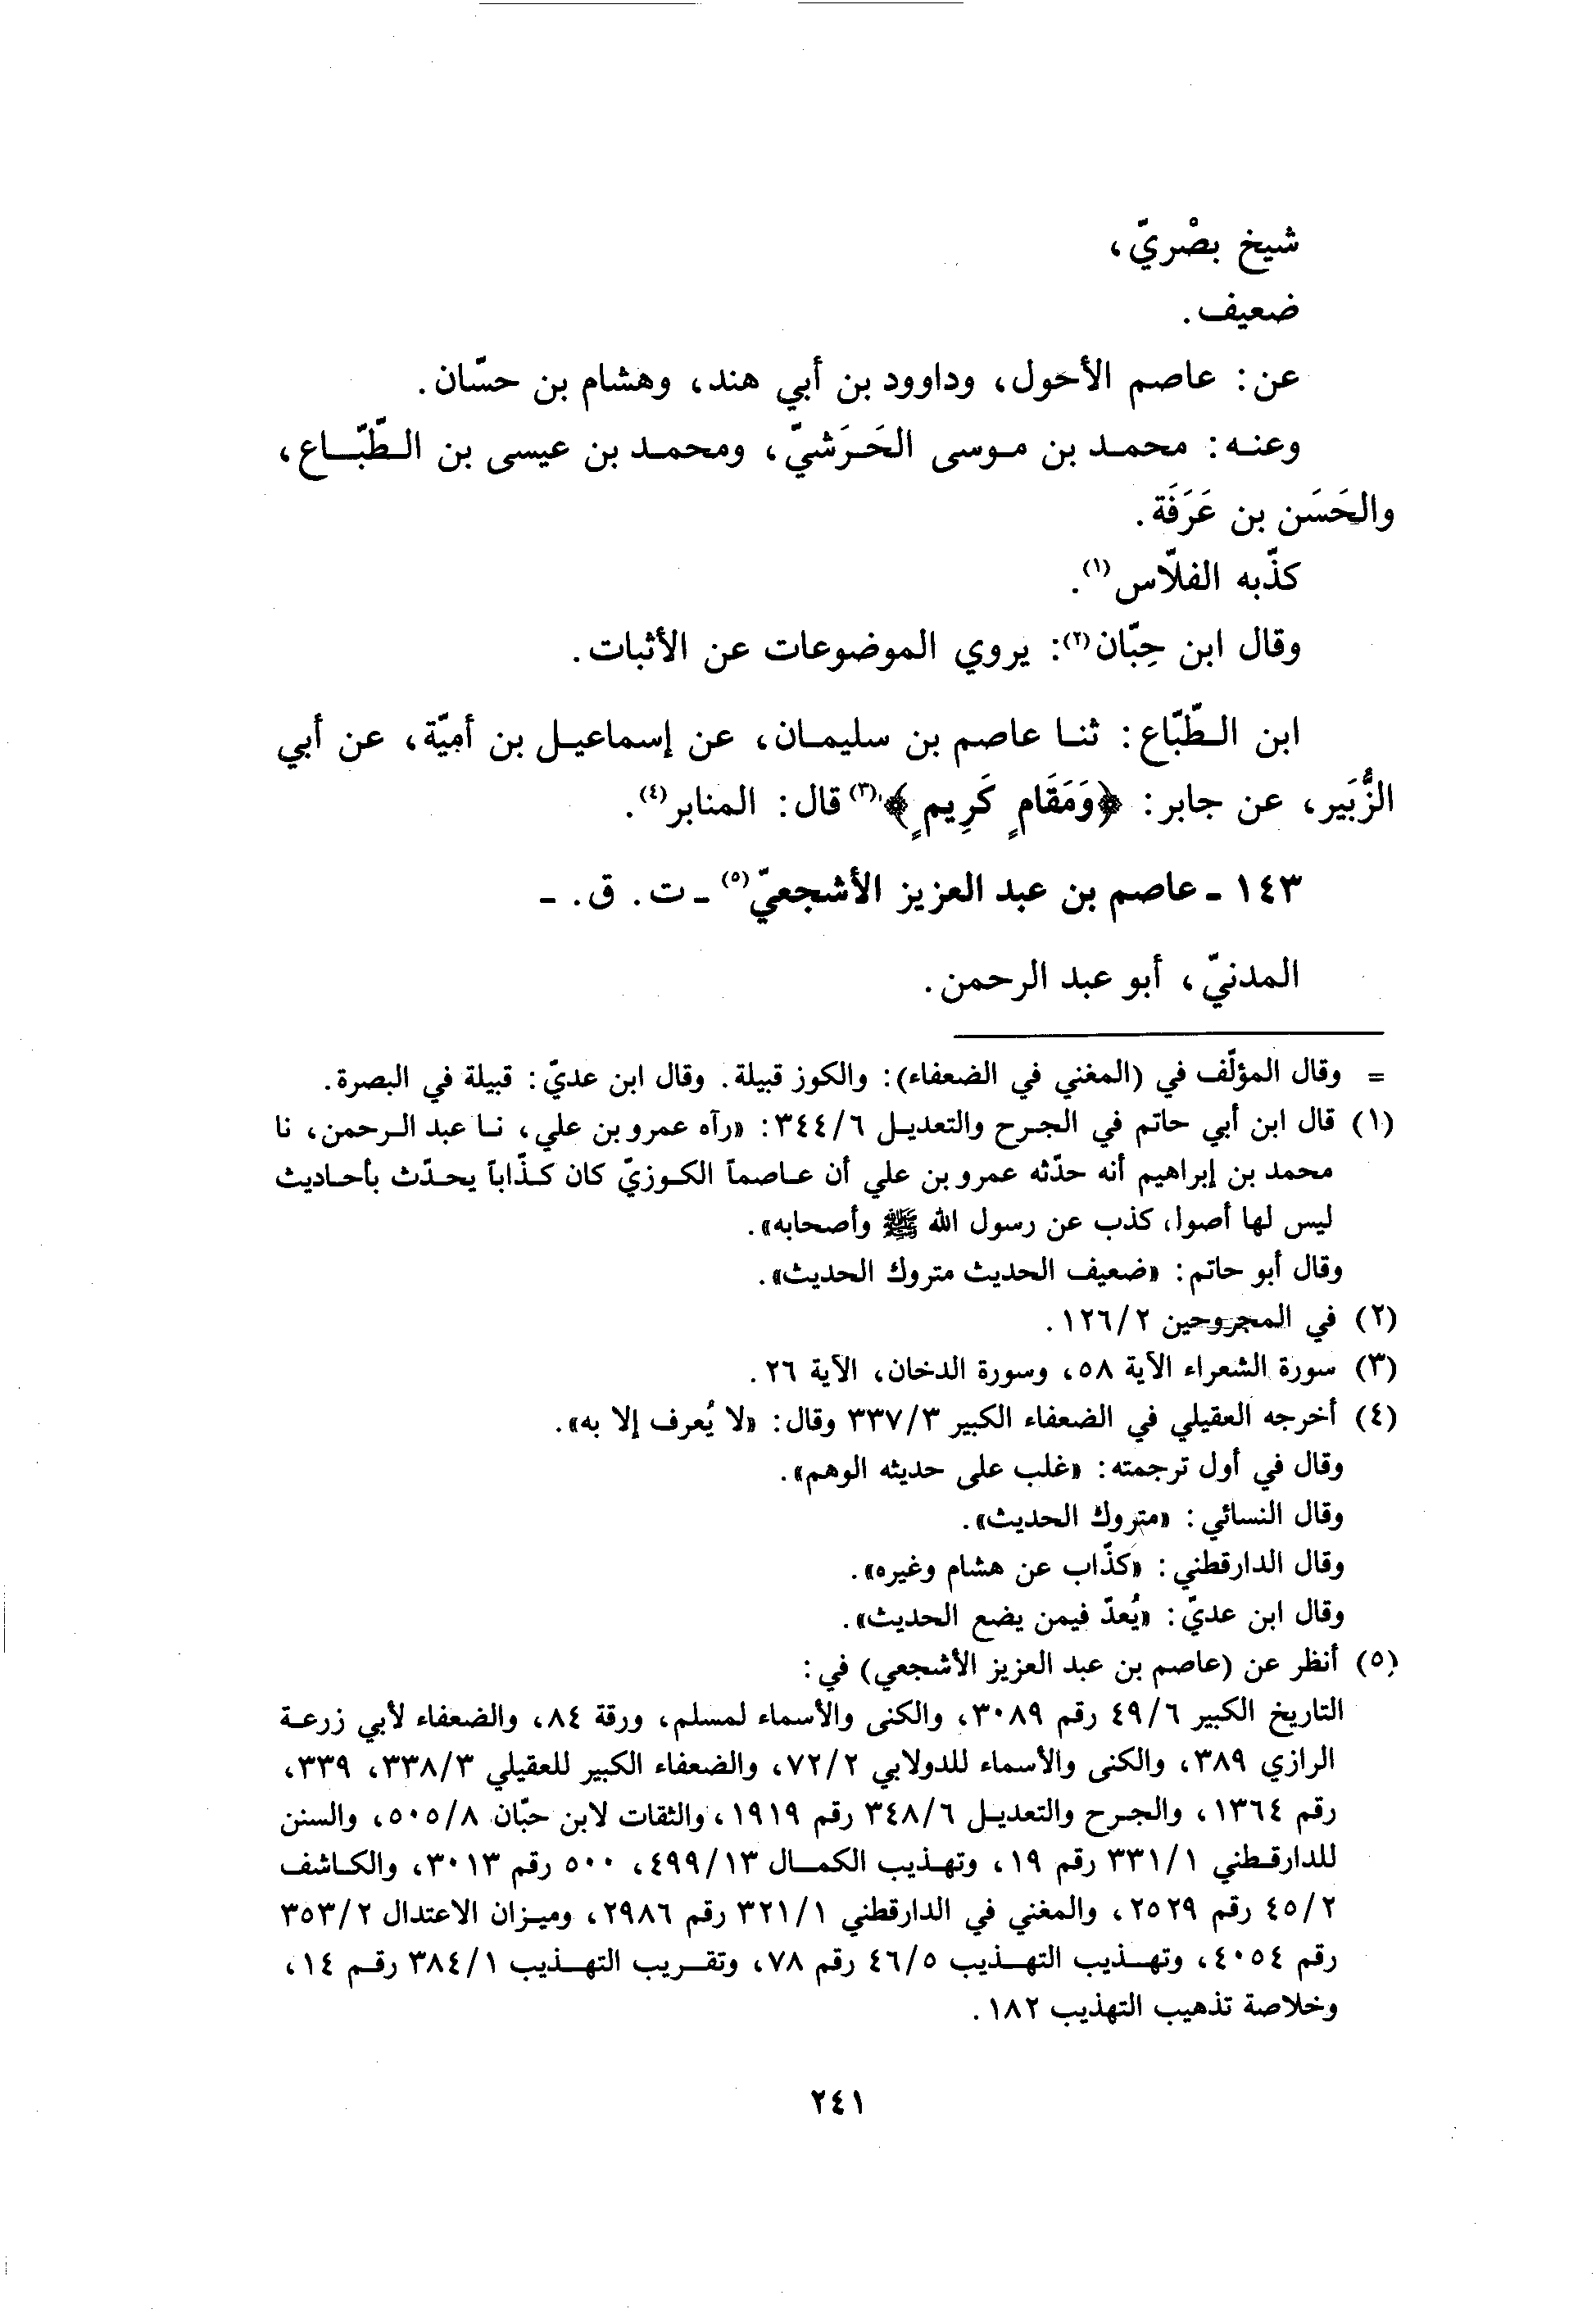 شيخ بصْريّ،
ضعيف.
عن: عاصم الأحول، وداوود بن أبي هند، وهشام بن حسّان.
وعنه: محمد بن موسى الحَرَشيّ، ومحمد بن عيسى بن الطّبّاع،
والحَسَن بن عَرَفَة.
كذّبه الفلّاس(١).
وقال ابن حِبّان(٢): يروي الموضوعات عن الأثبات.
ابن الطّبّاع: ثنا عاصم بن سليمان، عن إسماعيل بن أميّة، عن أبي
الزُّبَير، عن جابر: ﴿وَمَقَامٍ كَرِيمٍ﴾(٣) قال: المنابر(٤).
١٤٣ ـ عاصم بن عبد العزيز الأشجعيّ(٥) ـ ت. ق. ـ
المدنيّ، أبو عبد الرحمن.
= وقال المؤلّف في (المغني في الضعفاء): والكوز قبيلة. وقال ابن عديّ: قبيلة في البصرة.
(١) قال ابن أبي حاتم في الجرح والتعديل ٣٤٤/٦: «رآه عمرو بن علي، نا عبد الرحمن، نا
محمد بن إبراهيم أنه حدّثه عمرو بن علي أن عاصماً الكوزيّ كان كذّاباً يحدّث بأحاديث
ليس لها أصول، كذب عن رسول الله ﷺ وأصحابه».
وقال أبو حاتم: «ضعيف الحديث متروك الحديث».
(٢) في المجروحين ١٢٦/٢.
(٣) سورة الشعراء الآية ٥٨، وسورة الدخان، الآية ٢٦.
(٤) أخرجه العقيلي في الضعفاء الكبير ٣٣٧/٣ وقال: «لا يُعرف إلا به».
وقال في أول ترجمته: «غلب على حديثه الوهم».
وقال النسائي: «متروك الحديث».
وقال الدارقطني: «كذّاب عن هشام وغيره».
وقال ابن عديّ: «يُعدّ فيمن يضع الحديث».
(٥) أنظر عن (عاصم بن عبد العزيز الأشجعي) في:
التاريخ الكبير ٤٩/٦ رقم ٣٠٨٩، والكنى والأسماء لمسلم، ورقة ٨٤، والضعفاء لأبي زرعة
الرازي ٣٨٩، والكنى والأسماء للدولابي ٧٢/٢، والضعفاء الكبير للعقيلي ٣٣٨/٣، ٣٣٩،
رقم ١٣٦٤، والجرح والتعديل ٣٤٨/٦ رقم ١٩١٩، والثقات لابن حبّان ٥٠٥/٨، والسنن
للدارقطني ٣٣١/١ رقم ١٩، وتهذيب الكمال ٤٩٩/١٣، ٥٠٠ رقم ٣٠١٣، والكاشف
٤٥/٢ رقم ٢٥٢٩، والمغني في الدارقطني ٣٢١/١ رقم ٢٩٨٦، وميزان الاعتدال ٣٥٣/٢
رقم ٤٠٥٤، وتهذيب التهذيب ٤٦/٥ رقم ٧٨، وتقريب التهذيب ٣٨٤/١ رقم ١٤،
وخلاصة تذهيب التهذيب ١٨٢.
٢٤١